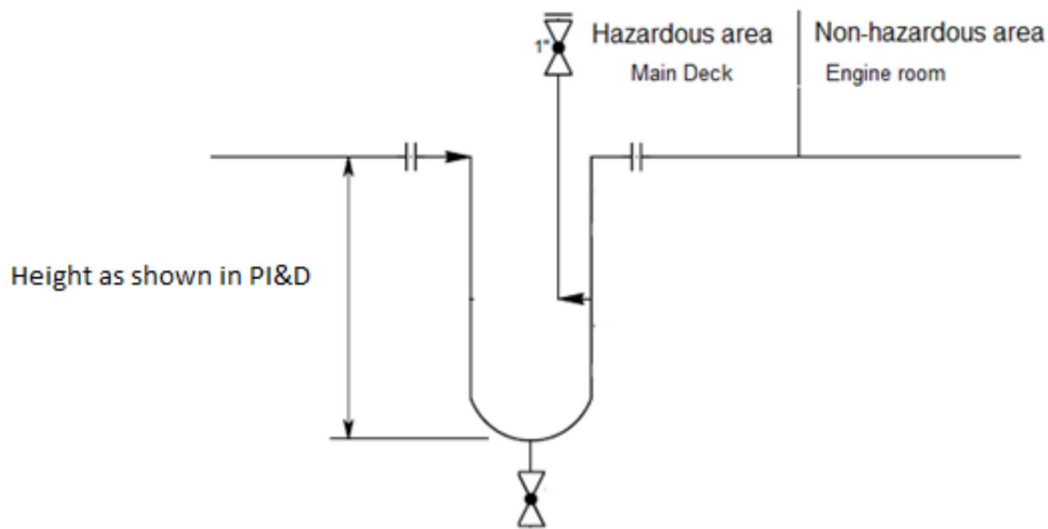 1"
Hazardous area
Main Deck
Non-hazardous area
Engine room
Height as shown in PI&D